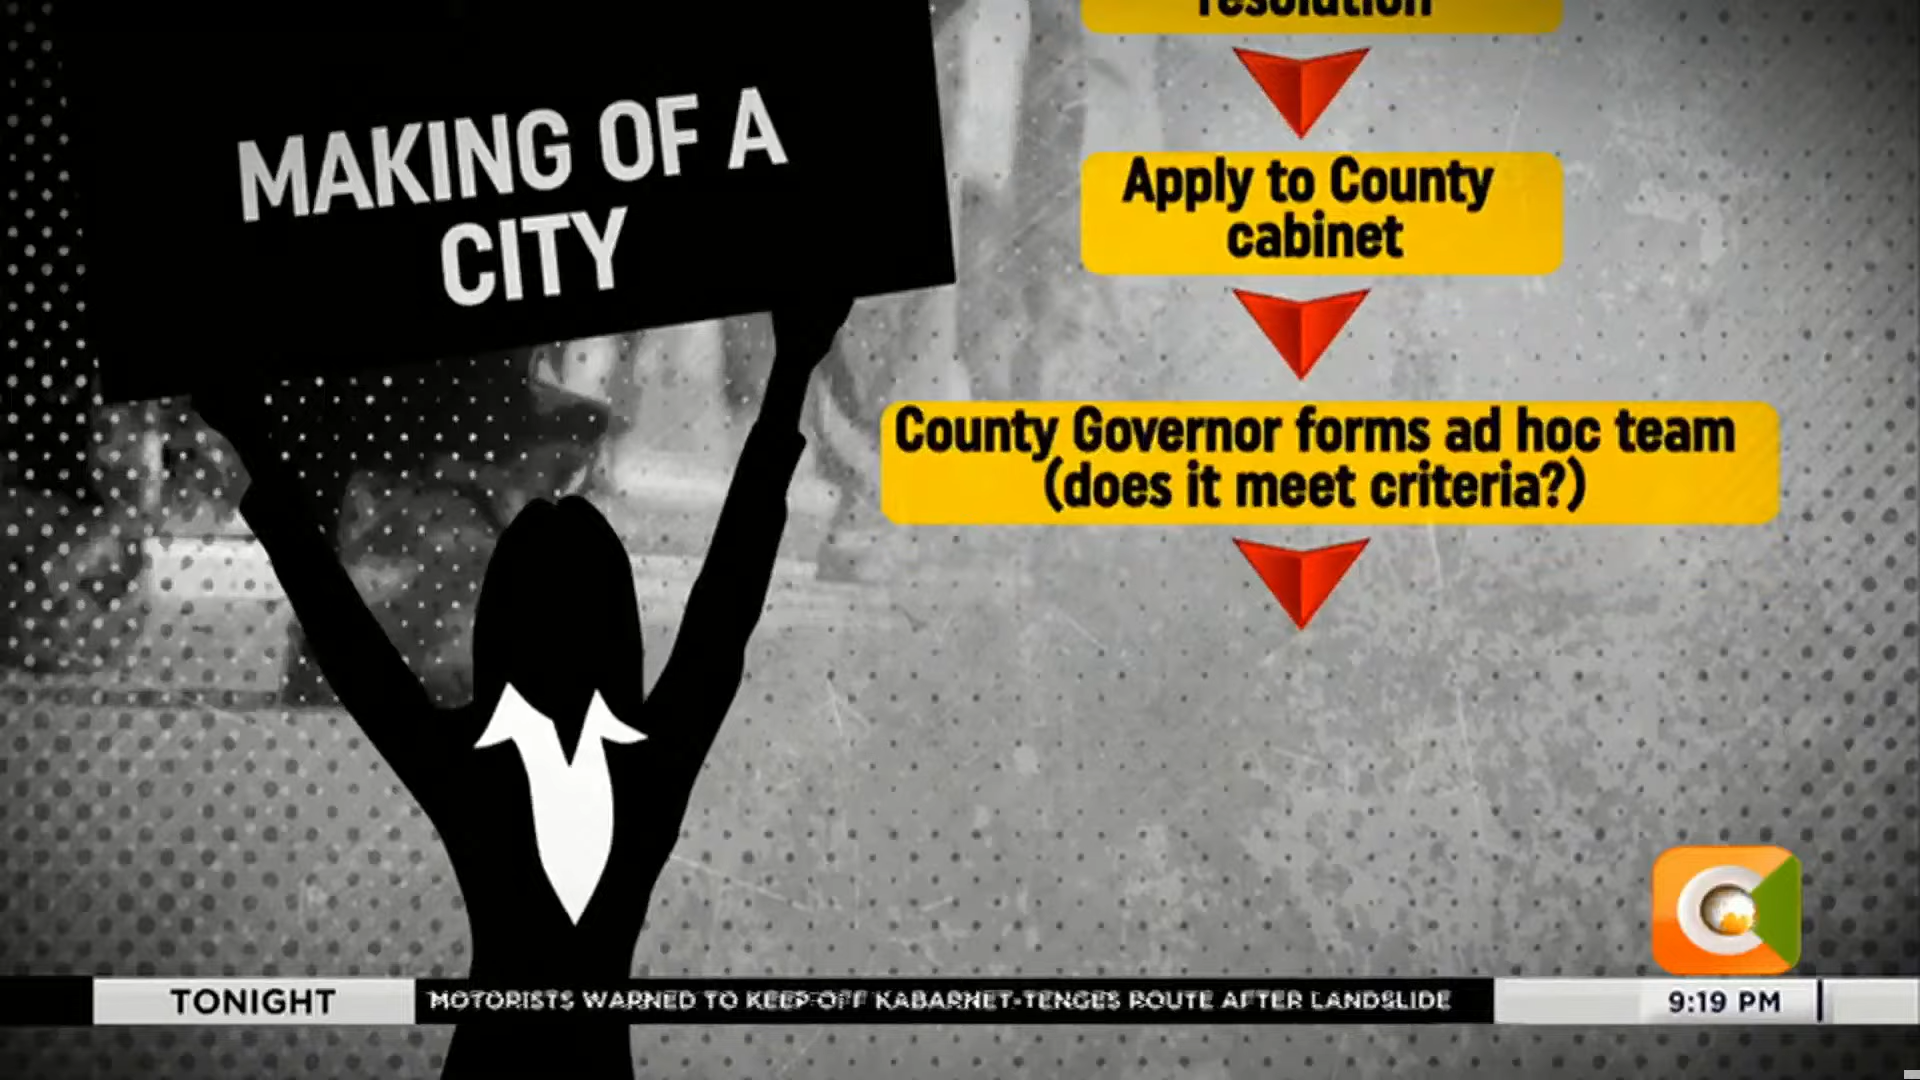 MAKING OF A
CITY
resolution
Apply to County
cabinet
County Governor forms ad hoc team
(does it meet criteria?)
TONIGHT
MOTORISTS WARNED TO KEEP OFF KABARNET-TENGES ROUTE AFTER LANDSLIDE
9:19 PM